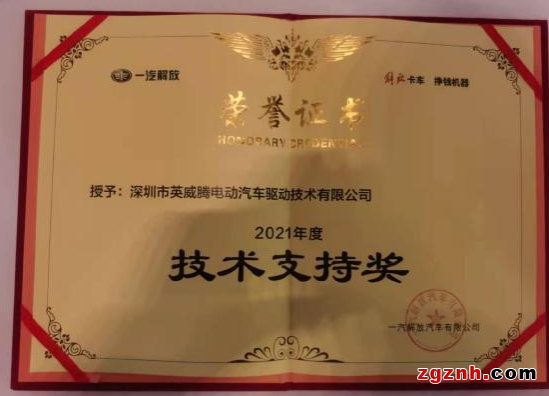 一汽解放
解放卡车 挣钱机器
荣誉证书
HONORARY CREDENTIAL
授予：深圳市英威腾电动汽车驱动技术有限公司
2021年度
技术支持奖
一汽解放汽车有限公司
zgznh.com